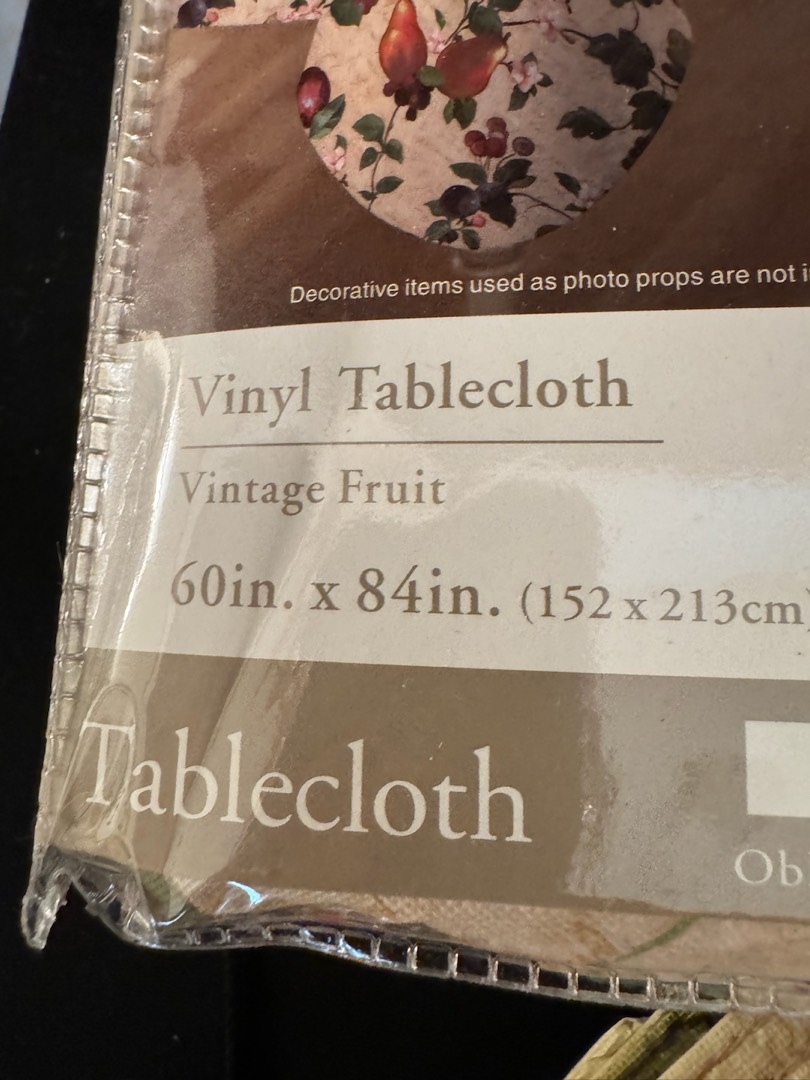 Decorative items used as photo props are not
Vinyl Tablecloth
Vintage Fruit
60in. x 84in. (152 x 213cm)
Tablecloth
Ob